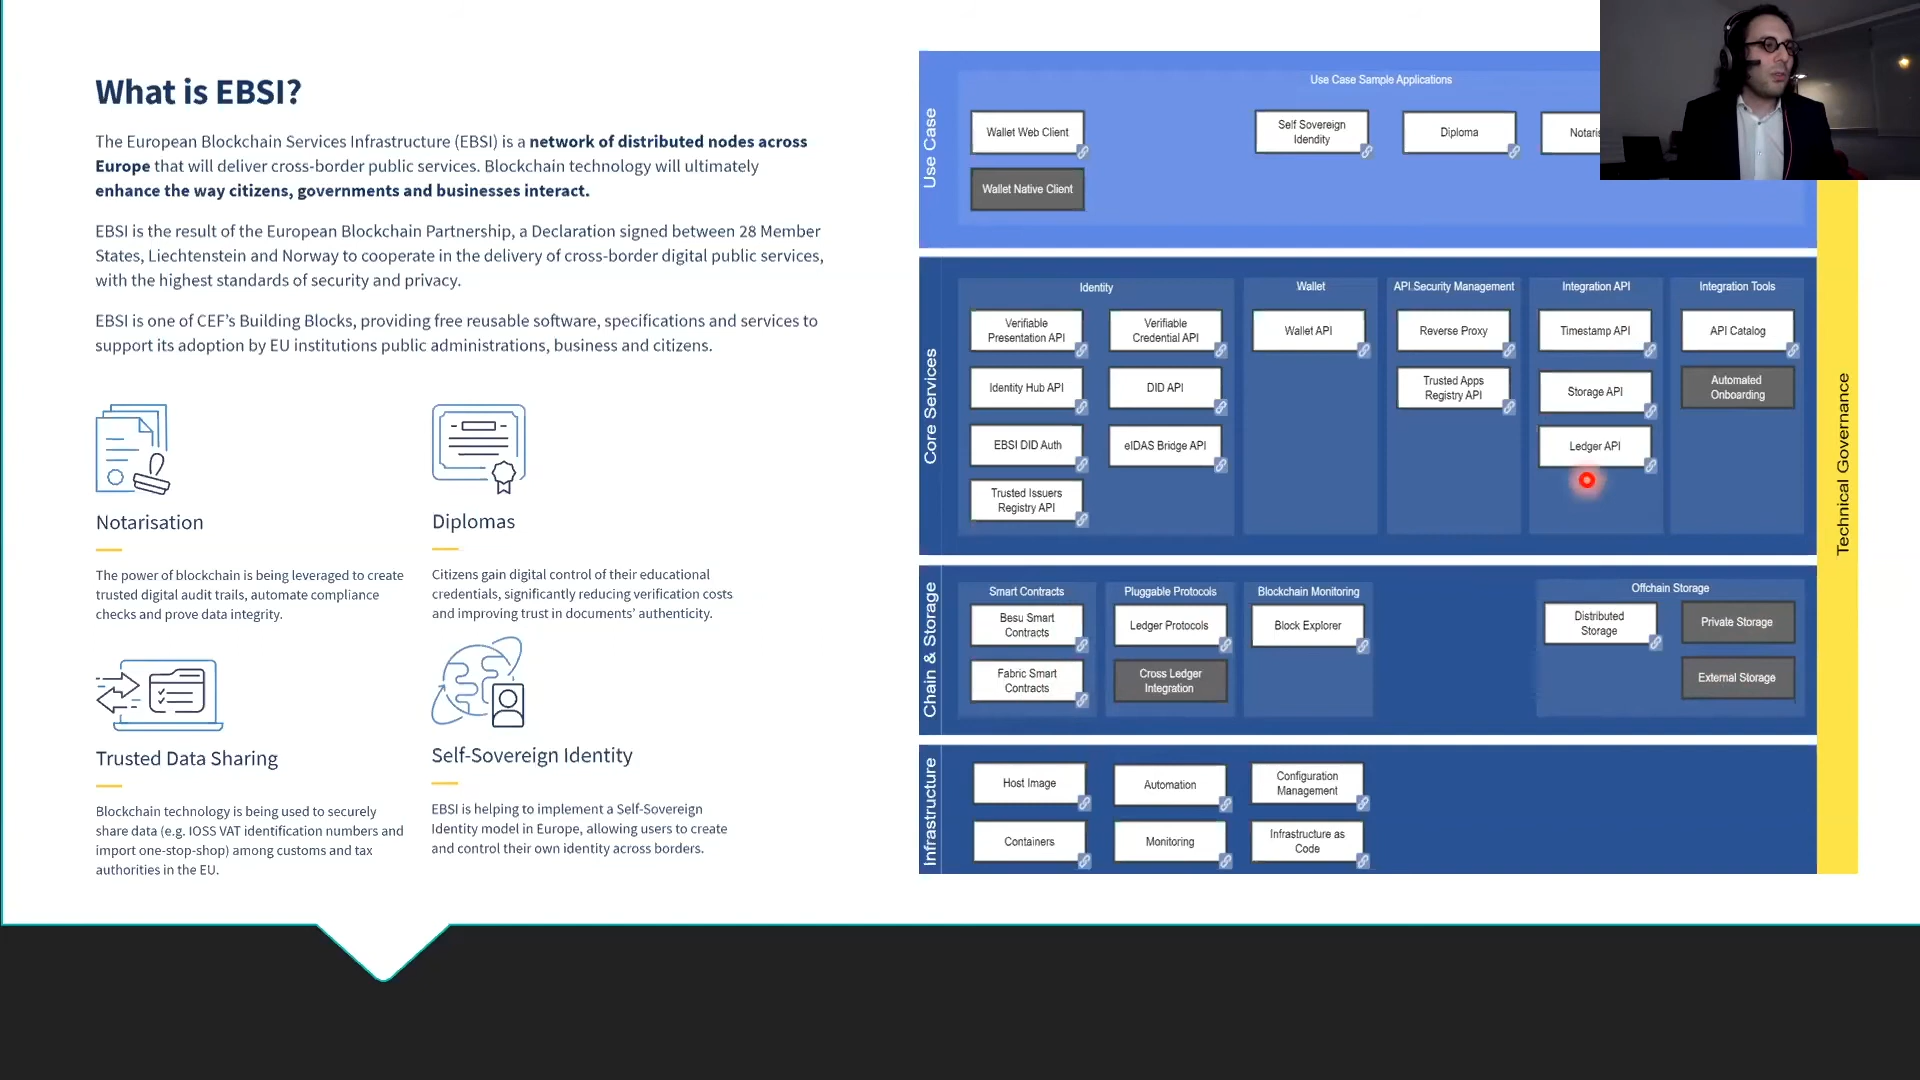 What is EBSI?
The European Blockchain Services Infrastructure (EBSI) is a network of distributed nodes across
Europe that will deliver cross-border public services. Blockchain technology will ultimately
enhance the way citizens, governments and businesses interact.
EBSI is the result of the European Blockchain Partnership, a Declaration signed between 28 Member
States, Liechtenstein and Norway to cooperate in the delivery of cross-border digital public services,
with the highest standards of security and privacy.
EBSI is one of CEF's Building Blocks, providing free reusable software, specifications and services to
support its adoption by EU institutions public administrations, business and citizens.
Notarisation
The power of blockchain is being leveraged to create
trusted digital audit trails, automate compliance
checks and prove data integrity.
Diplomas
Citizens gain digital control of their educational
credentials, significantly reducing verification costs
and improving trust in documents' authenticity.
Trusted Data Sharing
Blockchain technology is being used to securely
share data (e.g. IOSS VAT identification numbers and
import one-stop-shop) among customs and tax
authorities in the EU.
Self-Sovereign Identity
EBSI is helping to implement a Self-Sovereign
Identity model in Europe, allowing users to create
and control their own identity across borders.
Use Case
Use Case Sample Applications
Wallet Web Client
Self Sovereign
Idendity
Diploma
Notaris
Wallet Native Client
Core Services
Identity
Verifiable
Presentation API
Verifiable
Credential API
Identity Hub API
DID API
EBSI DID Auth
eIDAS Bridge API
Trusted Issuers
Registry API
Wallet
Wallet API
API Security Management
Reverse Proxy
Trusted Apps
Registry API
Integration API
Timestamp API
Storage API
Ledger API
Integration Tools
API Catalog
Automated
Onboarding
Chain & Storage
Smart Contracts
Besu Smart
Contracts
Fabric Smart
Contracts
Pluggable Protocols
Ledger Protocols
Cross Ledger
Integration
Blockchain Monitoring
Block Explorer
Offchain Storage
Distributed
Storage
Private Storage
External Storage
Infrastructure
Host Image
Automation
Configuration
Management
Containers
Monitoring
Infrastructure as
Code
Technical Governance